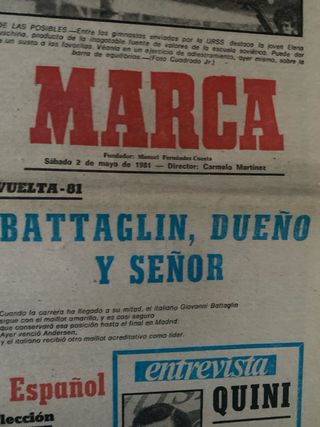 DE LAS POSIBLES».—Entre las gimnastas enviadas por la URSS destaca la joven Elena
uschina, producto de la inagotable fuente de valores de la escuela soviética. Puede dar
e un susto a las favoritas. Véanla en un ejercicio de adiestramiento, ayer mismo, sobre la
barra de equilibrios.—(Foto Cuadrado Jr.)
MARCA
Fundador: Manuel Fernández Cuesta
Sábado 2 de mayo de 1981 — Director: Carmelo Martínez
VUELTA-81
BATTAGLIN, DUEÑO
Y SEÑOR
Cuando la carrera ha llegado a su mitad, el italiano Giovanni Battaglin
sigue con el maillot amarillo, y es casi seguro
que conservará esa posición hasta el final en Madrid.
Ayer venció Andersen,
y el italiano recibió otro maillot acreditativo como líder.
Español
lección
entrevista
QUINI